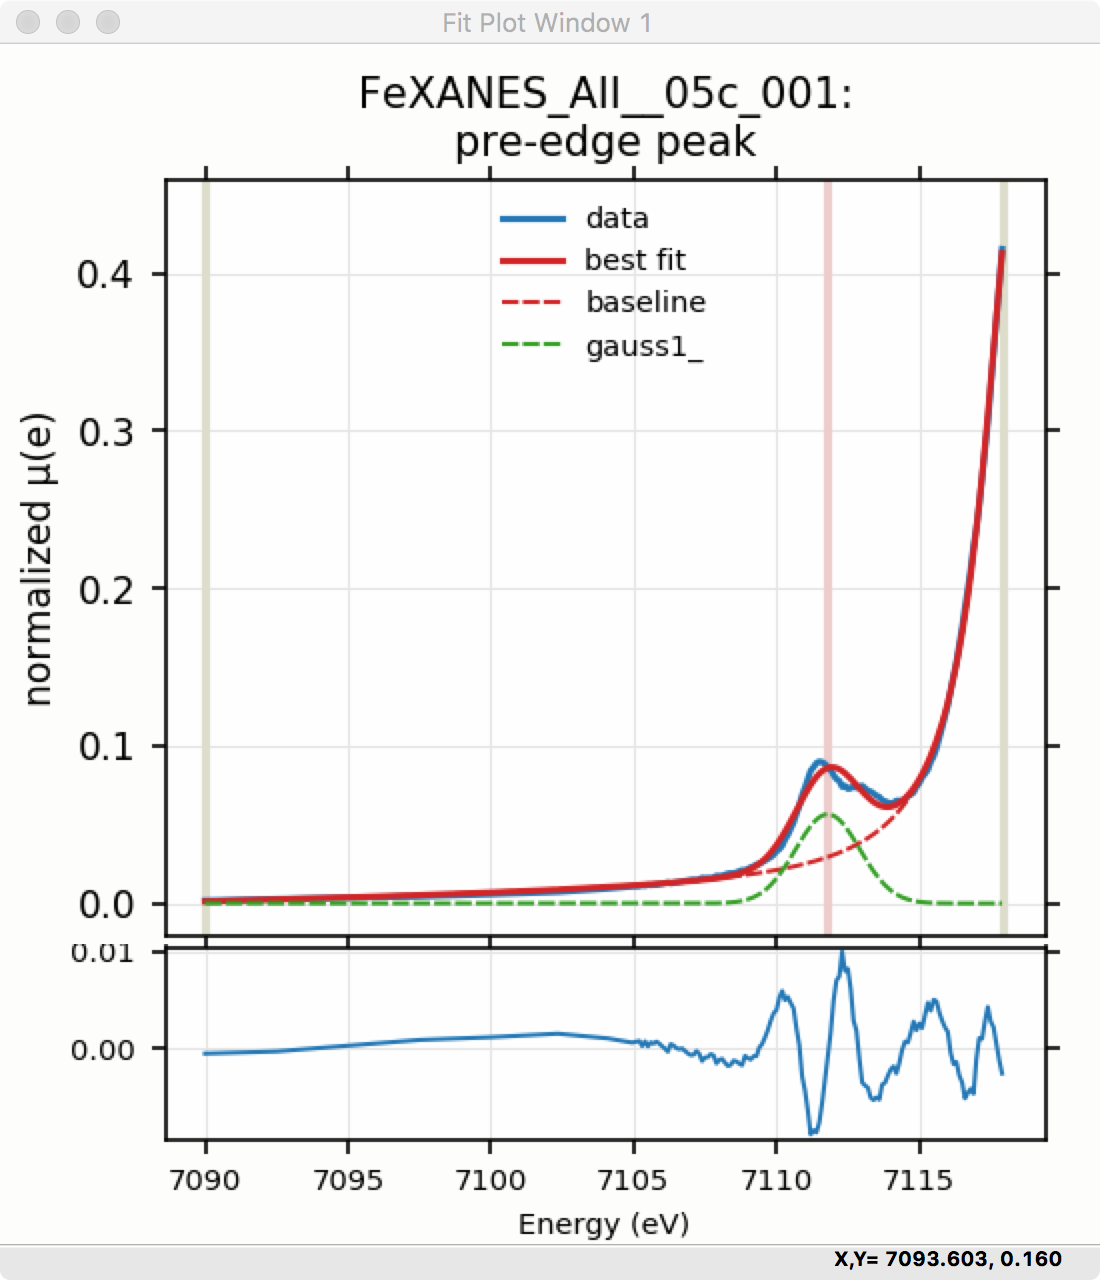 Fit Plot Window 1
FeXANES_All__05c_001:
pre-edge peak
data
best fit
baseline
gauss1_
normalized μ(e)
0.4
0.3
0.2
0.1
0.0
0.01
0.00
7090 7095 7100 7105 7110 7115
Energy (eV)
X,Y= 7093.603, 0.160